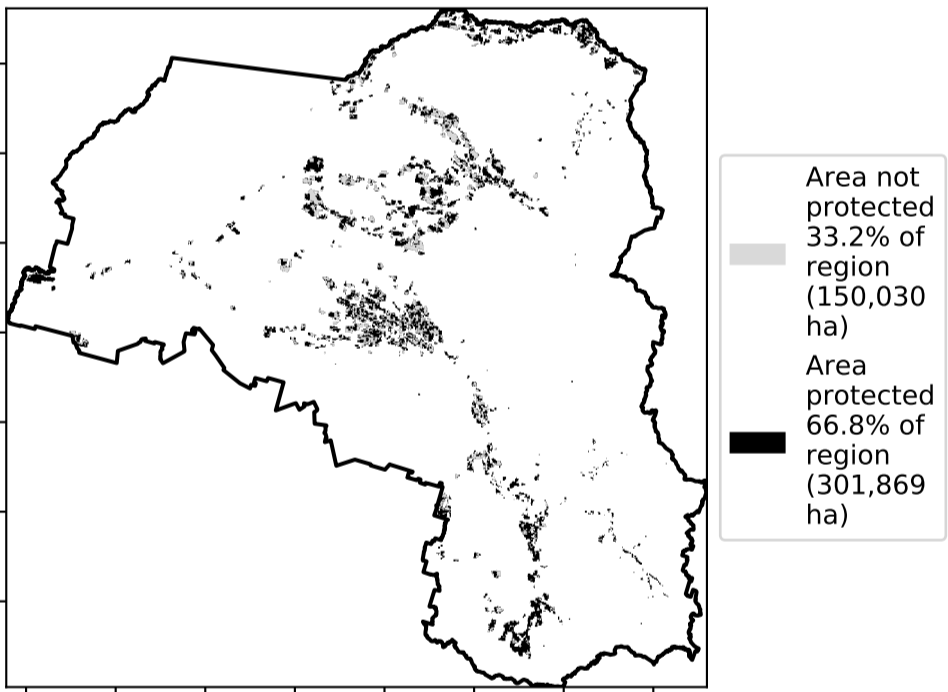 Area not
protected
33.2% of
region
(150,030
ha)
Area
protected
66.8% of
region
(301,869
ha)